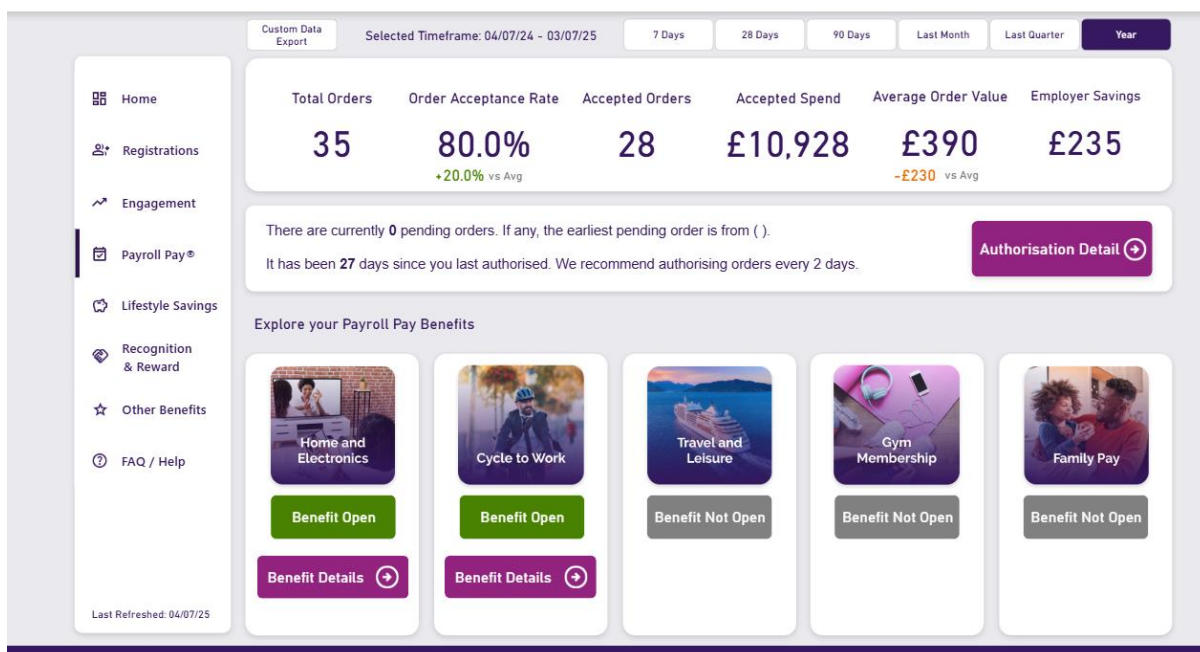 Custom Data
Export
Selected Timeframe: 04/07/24 - 03/07/25
7 Days
28 Days
90 Days
Last Month
Last Quarter
Year
Home
Registrations
Engagement
Payroll Pay®
Lifestyle Savings
Recognition
& Reward
Other Benefits
FAQ / Help
Last Refreshed: 04/07/25
Total Orders
35
Order Acceptance Rate
80.0%
+20.0% vs Avg
Accepted Orders
28
Accepted Spend
£10,928
Average Order Value
£390
-£230 vs Avg
Employer Savings
£235
There are currently 0 pending orders. If any, the earliest pending order is from ( ).
It has been 27 days since you last authorised. We recommend authorising orders every 2 days.
Authorisation Detail
Explore your Payroll Pay Benefits
Home and
Electronics
Benefit Open
Benefit Details
Cycle to Work
Benefit Open
Benefit Details
Travel and
Leisure
Benefit Not Open
Gym
Membership
Benefit Not Open
Family Pay
Benefit Not Open